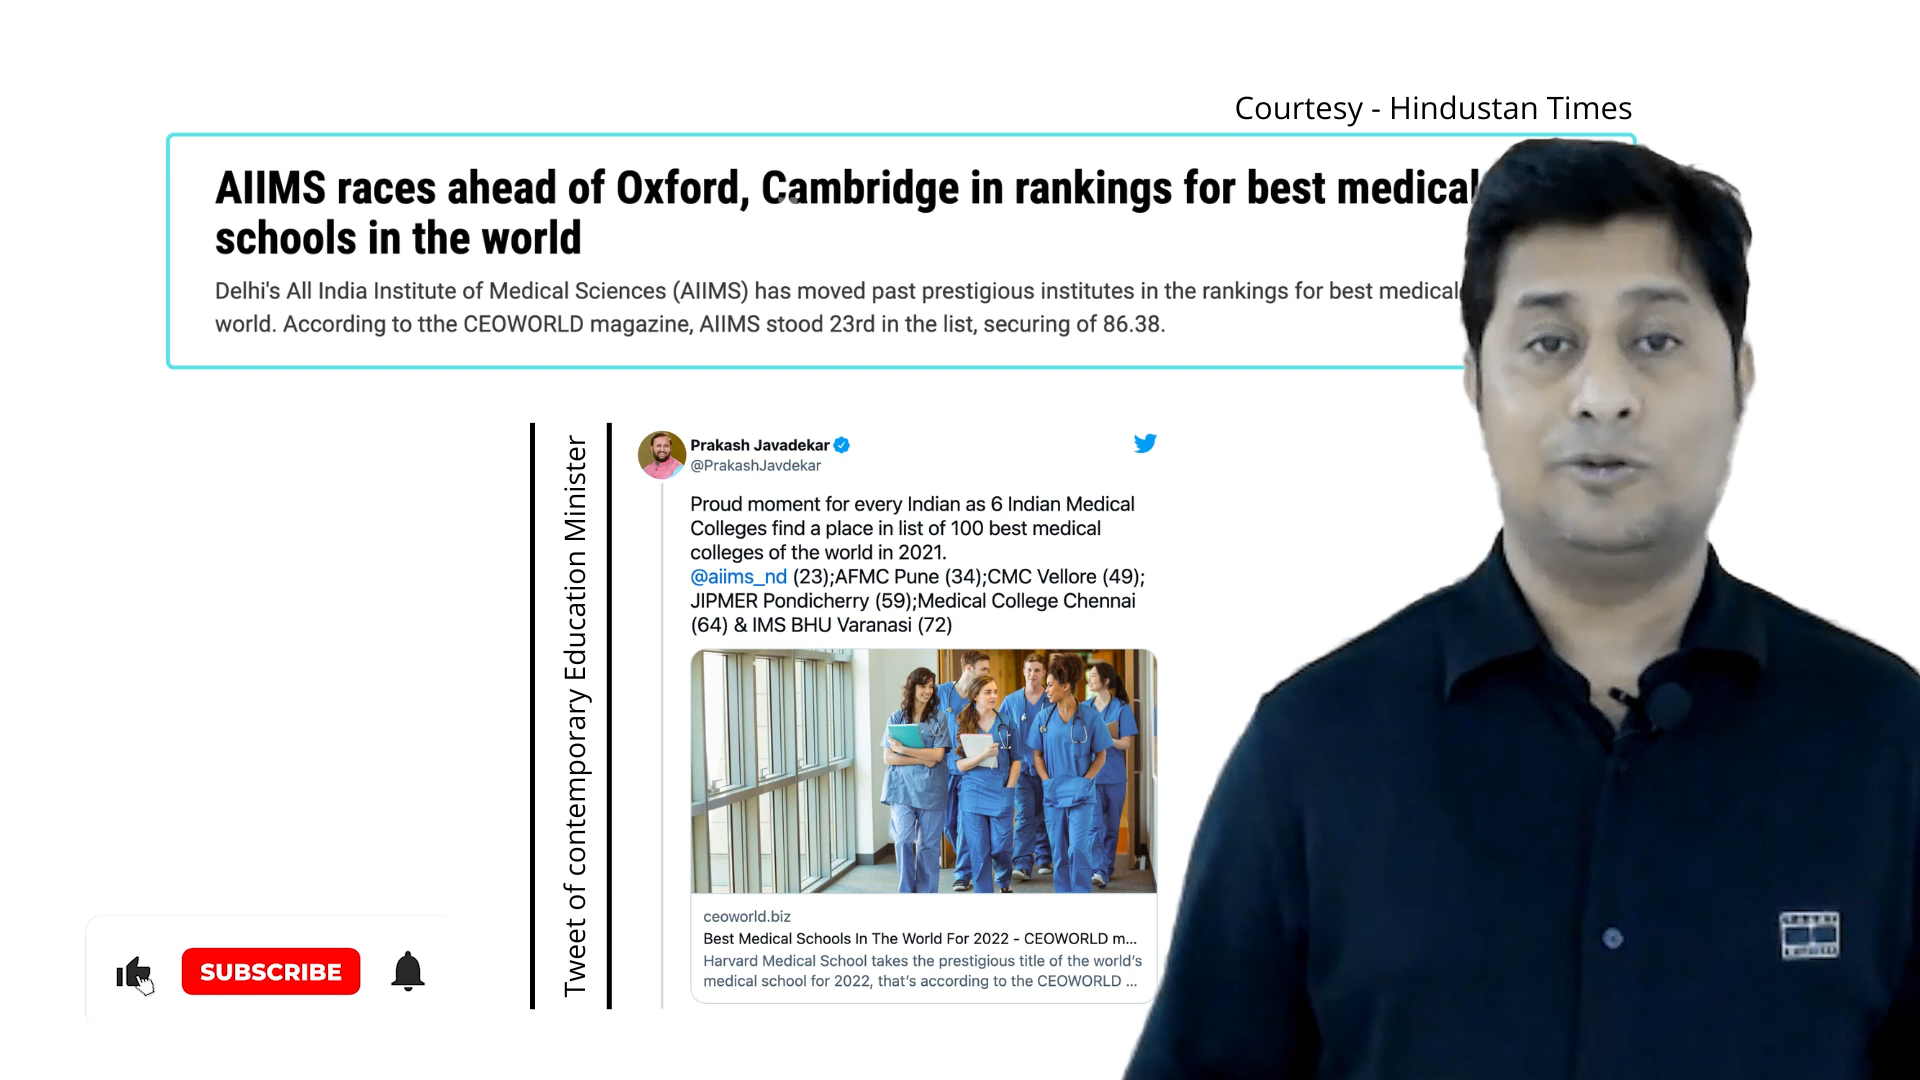 Courtesy - Hindustan Times
AIIMS races ahead of Oxford, Cambridge in rankings for best medical
schools in the world
Delhi's All India Institute of Medical Sciences (AIIMS) has moved past prestigious institutes in the rankings for best medical
world. According to tthe CEOWORLD magazine, AIIMS stood 23rd in the list, securing of 86.38.
Tweet of contemporary Education Minister
Prakash Javadekar
@PrakashJavdekar
Proud moment for every Indian as 6 Indian Medical
Colleges find a place in list of 100 best medical
colleges of the world in 2021.
@aiims_nd (23);AFMC Pune (34);CMC Vellore (49);
JIPMER Pondicherry (59);Medical College Chennai
(64) & IMS BHU Varanasi (72)
ceoworld.biz
Best Medical Schools In The World For 2022 - CEOWORLD m...
Harvard Medical School takes the prestigious title of the world's
medical school for 2022, that's according to the CEOWORLD ...
SUBSCRIBE